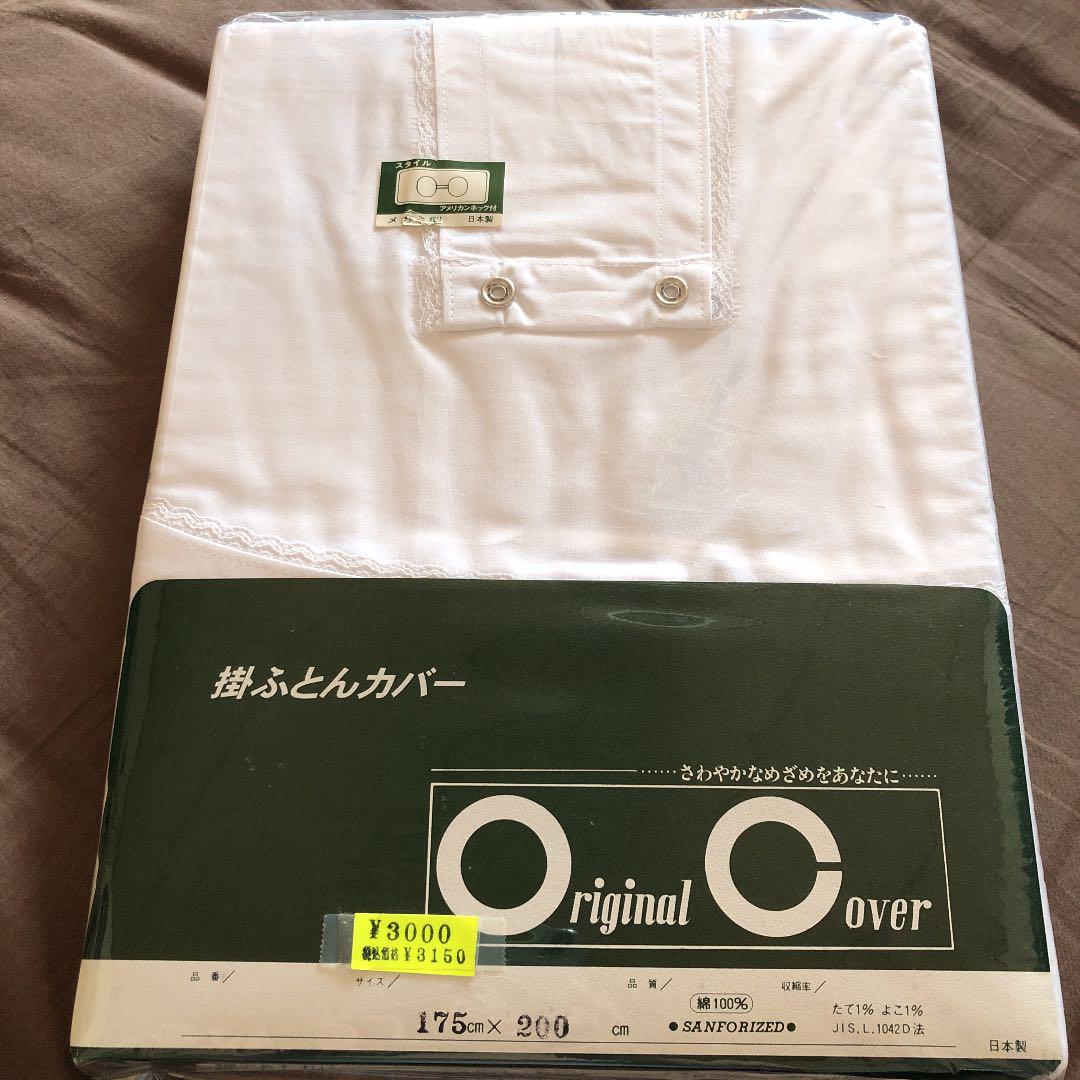 スタイル
アメリカンホック付
メガネ型 日本製
掛ふとんカバー
……さわやかなめざめをあなたに……
Original Cover
¥3000
税込価格 ¥3150
品番/
サイズ/
175cm× 200 cm
品質/
綿100%
●SANFORIZED●
収縮率/
たて1% よこ1%
JIS,L,1042D法
日本製